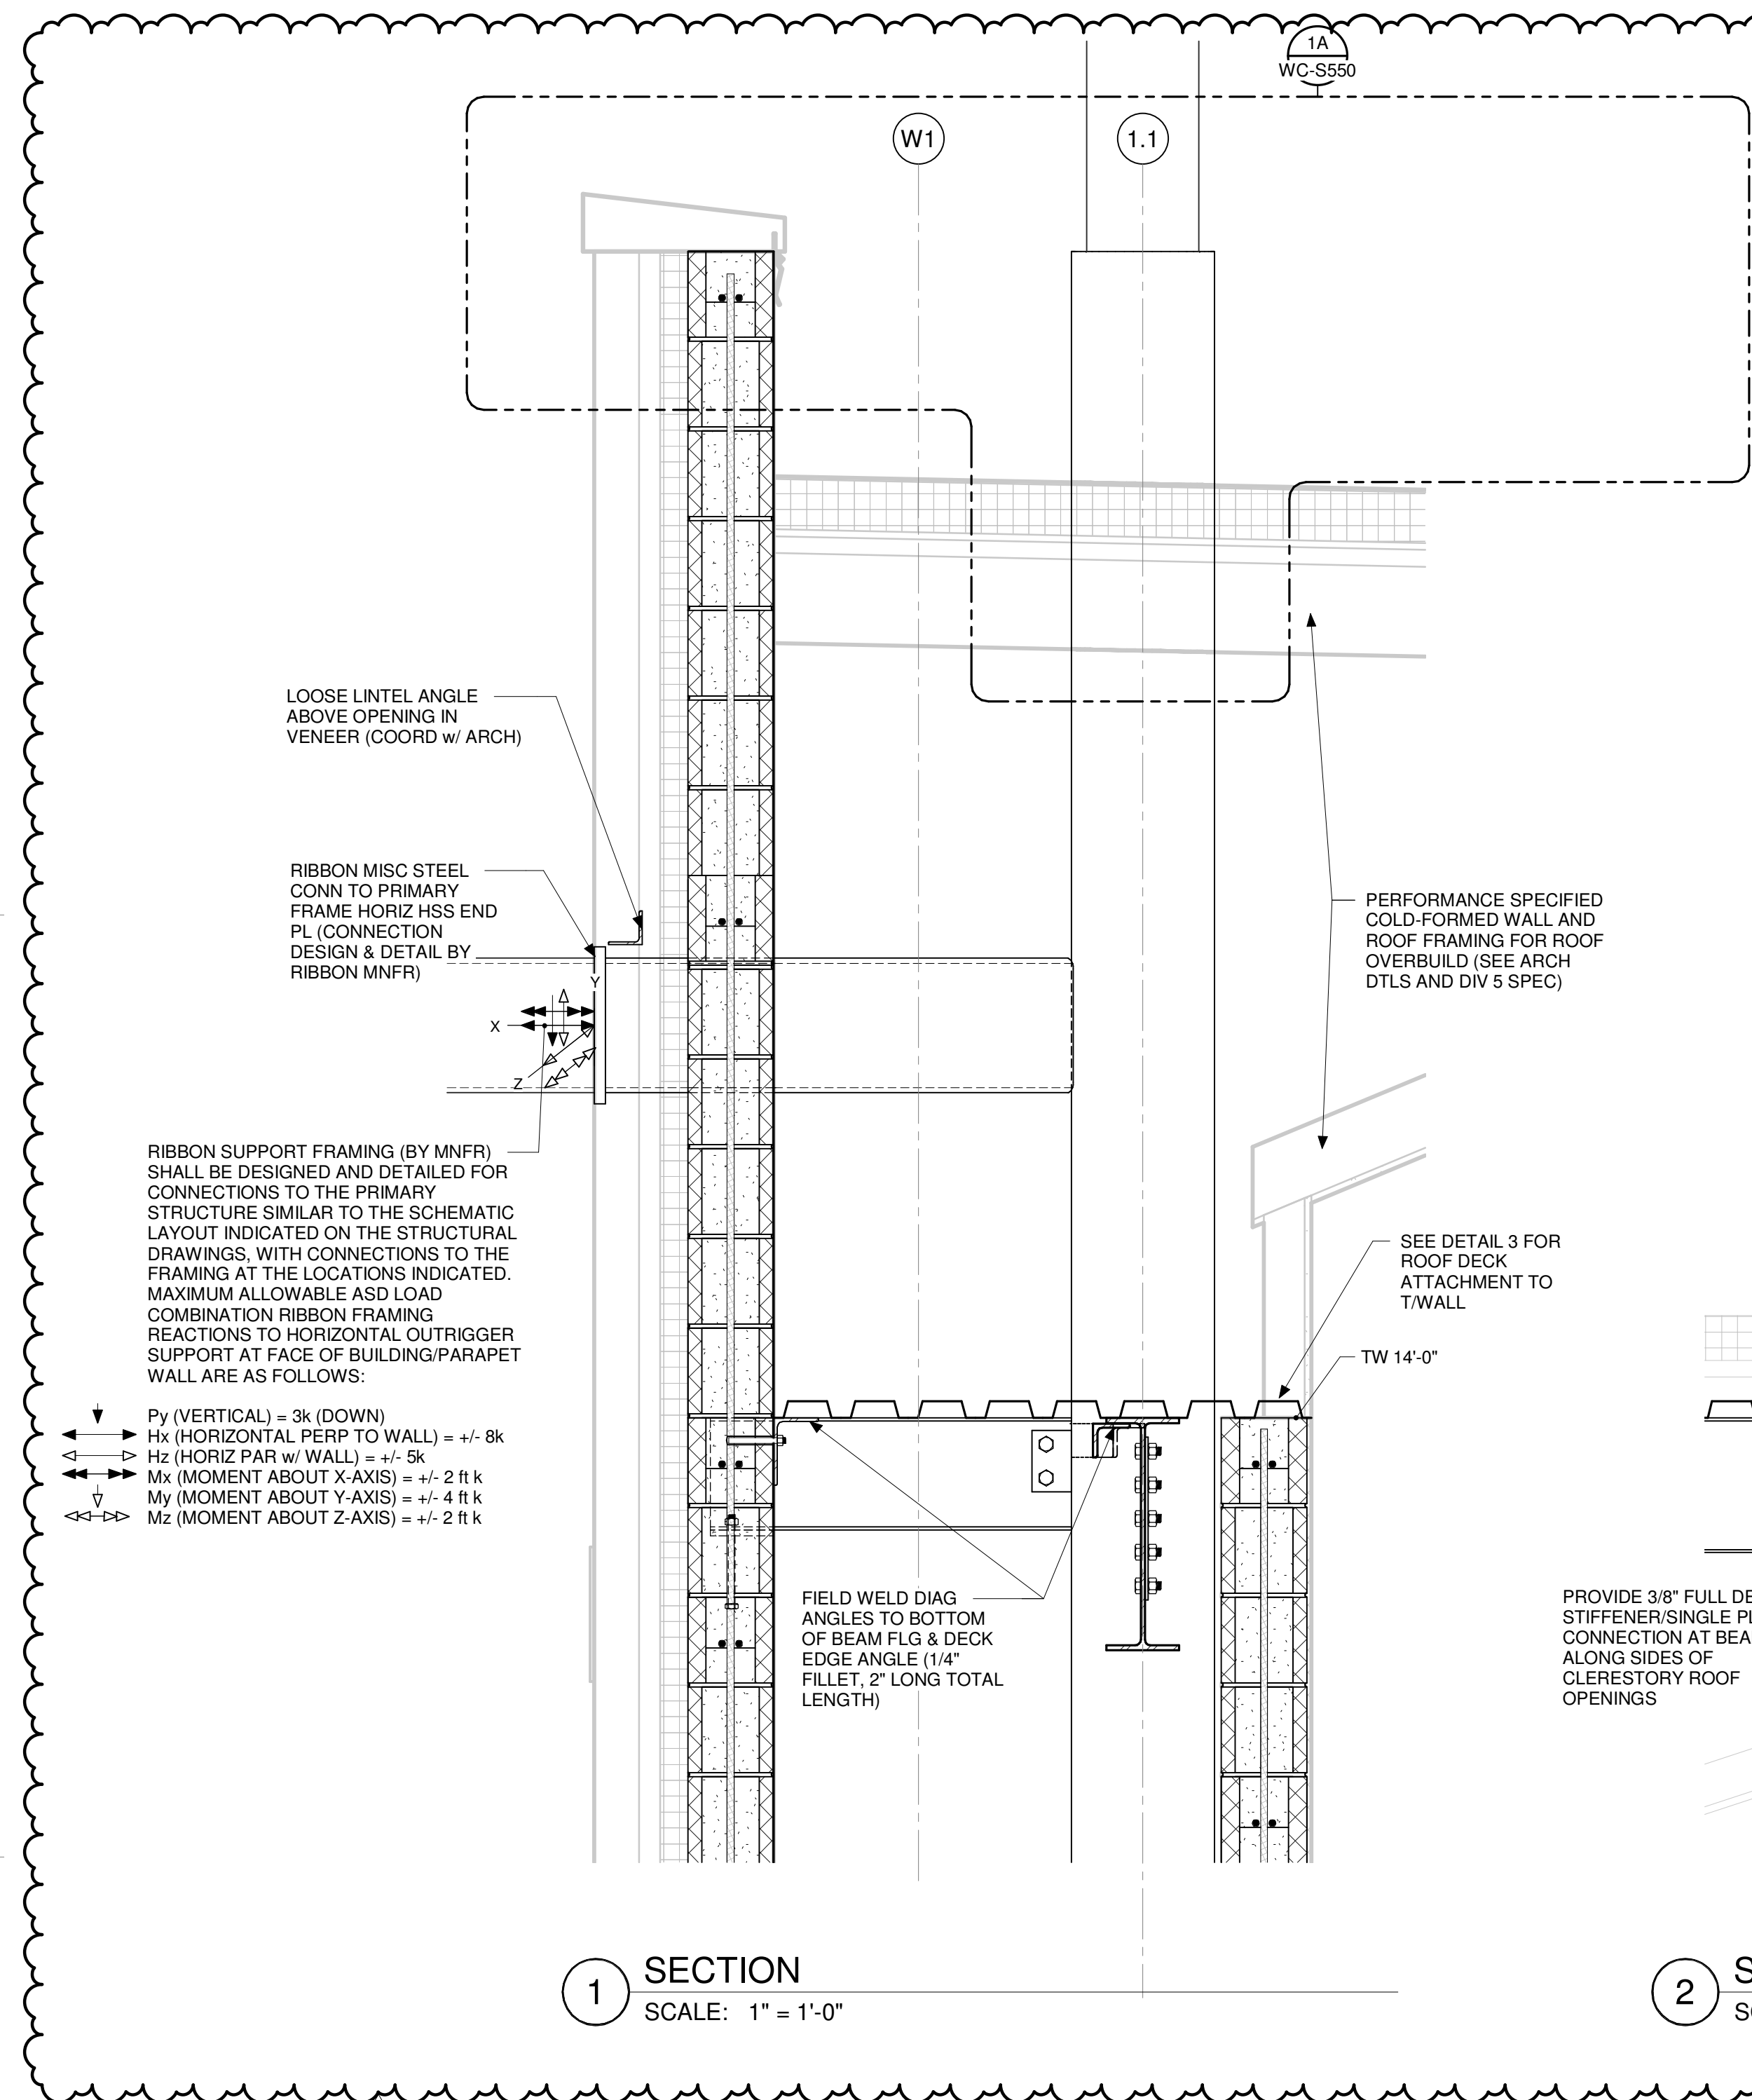 1A
WC-S550
W1
1.1
LOOSE LINTEL ANGLE
ABOVE OPENING IN
VENEER (COORD w/ ARCH)
RIBBON MISC STEEL
CONN TO PRIMARY
FRAME HORIZ HSS END
PL (CONNECTION
DESIGN & DETAIL BY
RIBBON MNFR)
Y
X
Z
PERFORMANCE SPECIFIED
COLD-FORMED WALL AND
ROOF FRAMING FOR ROOF
OVERBUILD (SEE ARCH
DTLS AND DIV 5 SPEC)
RIBBON SUPPORT FRAMING (BY MNFR)
SHALL BE DESIGNED AND DETAILED FOR
CONNECTIONS TO THE PRIMARY
STRUCTURE SIMILAR TO THE SCHEMATIC
LAYOUT INDICATED ON THE STRUCTURAL
DRAWINGS, WITH CONNECTIONS TO THE
FRAMING AT THE LOCATIONS INDICATED.
MAXIMUM ALLOWABLE ASD LOAD
COMBINATION RIBBON FRAMING
REACTIONS TO HORIZONTAL OUTRIGGER
SUPPORT AT FACE OF BUILDING/PARAPET
WALL ARE AS FOLLOWS:
Py (VERTICAL) = 3k (DOWN)
Hx (HORIZONTAL PERP TO WALL) = +/- 8k
Hz (HORIZ PAR w/ WALL) = +/- 5k
Mx (MOMENT ABOUT X-AXIS) = +/- 2 ft k
My (MOMENT ABOUT Y-AXIS) = +/- 4 ft k
Mz (MOMENT ABOUT Z-AXIS) = +/- 2 ft k
SEE DETAIL 3 FOR
ROOF DECK
ATTACHMENT TO
T/WALL
TW 14'-0"
FIELD WELD DIAG
ANGLES TO BOTTOM
OF BEAM FLG & DECK
EDGE ANGLE (1/4"
FILLET, 2" LONG TOTAL
LENGTH)
PROVIDE 3/8" FULL DE
STIFFENER/SINGLE PL
CONNECTION AT BEA
ALONG SIDES OF
CLERESTORY ROOF
OPENINGS
1
SECTION
SCALE: 1" = 1'-0"
2
S
SC